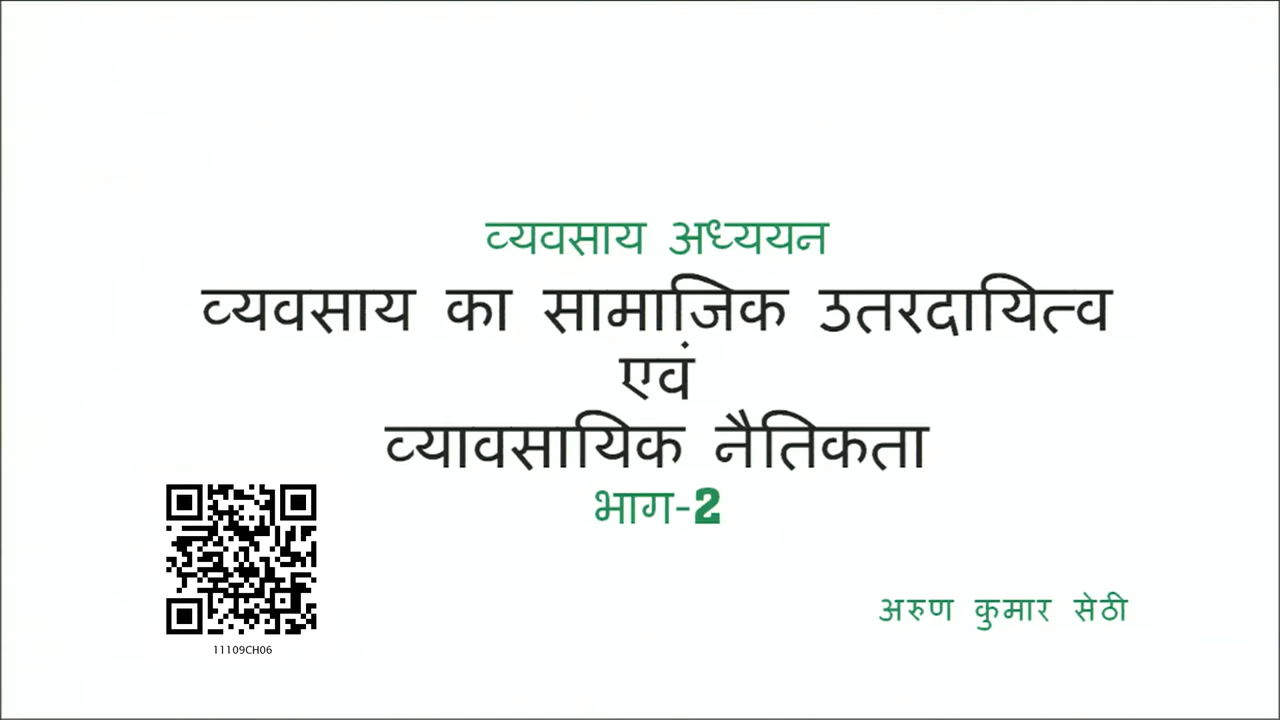 व्यवसाय अध्ययन
व्यवसाय का सामाजिक उतरदायित्व
एवं
व्यावसायिक नैतिकता
भाग-2
11109CH06
अरुण कुमार सेठी